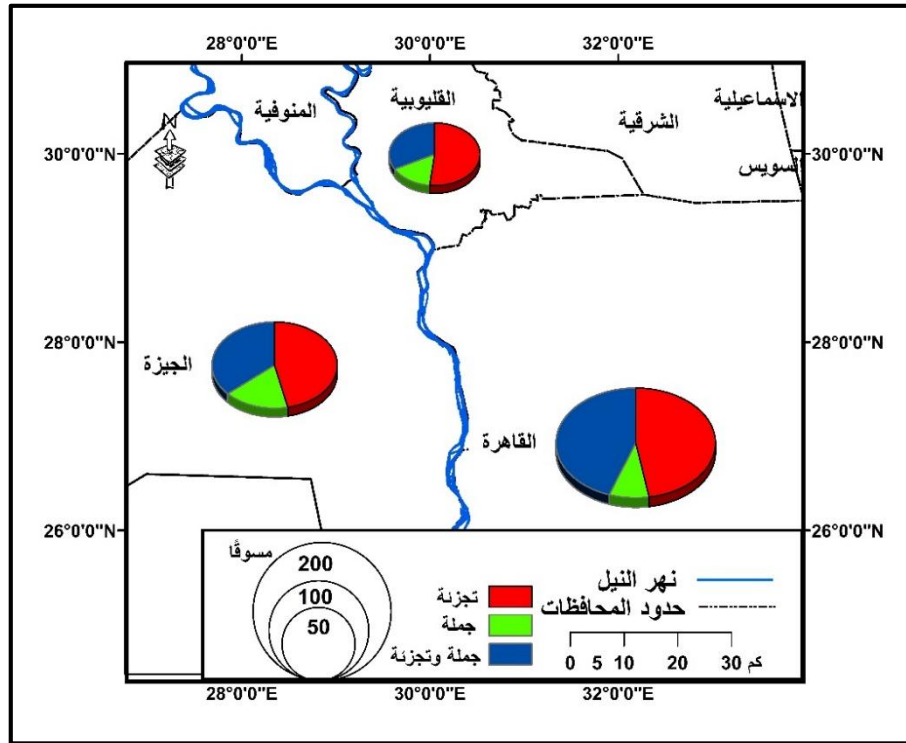 28°0'0"E 30°0'0"E 32°0'0"E
الاسماعيلية
القليوبية
المنوفية
الشرقية
30°0'0"N 30°0'0"N
السويس
28°0'0"N 28°0'0"N
الجيزة
القاهرة
26°0'0"N 26°0'0"N
مسوقًا
200
100
50
تجزئة
جملة
جملة وتجزئة
نهر النيل
حدود المحافظات
0 5 10 20 30 كم
28°0'0"E 30°0'0"E 32°0'0"E